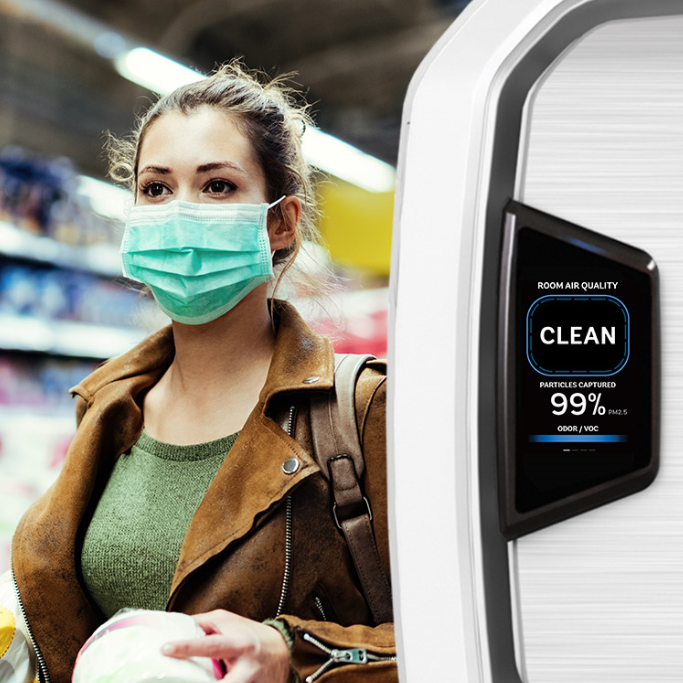 ROOM AIR QUALITY
CLEAN
PARTICLES CAPTURED
99% PM2.5
ODOR / VOC